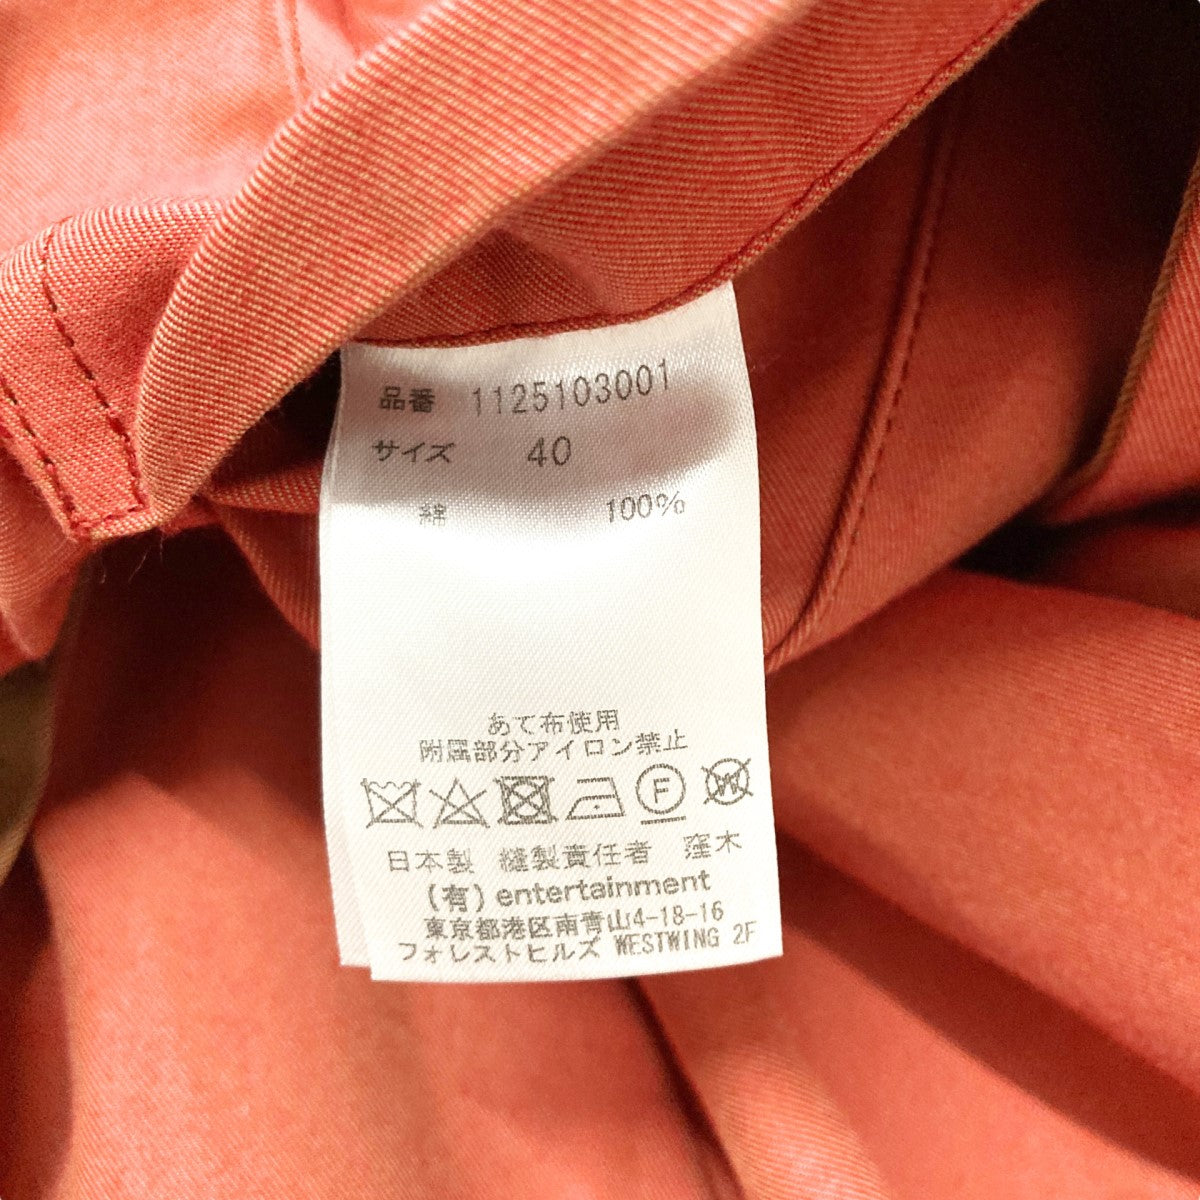 品番 1125103001
サイズ 40
綿 100%
あて布使用
附属部分アイロン禁止
F W
日本製 縫製責任者 窪木
(有) entertainment
東京都港区南青山4-18-16
フォレストヒルズ WESTWING 2F